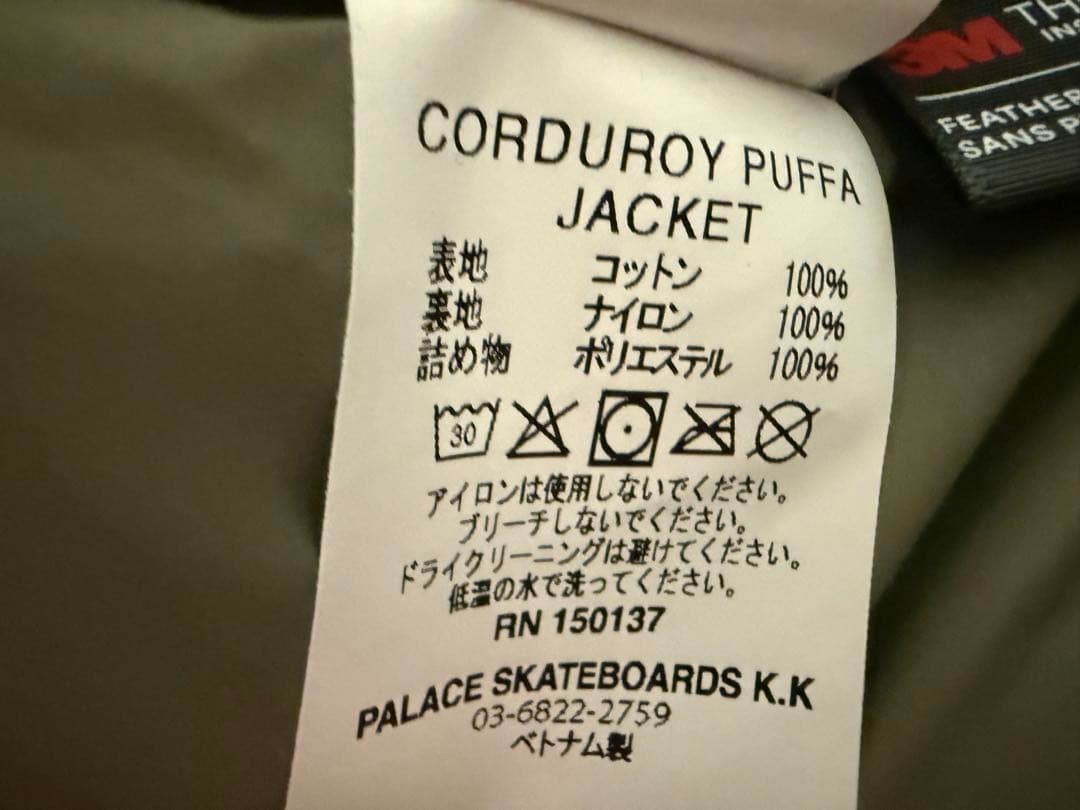 CORDUROY PUFFA
JACKET
表地 コットン 100%
裏地 ナイロン 100%
詰め物 ポリエステル 100%
30
アイロンは使用しないでください。
ブリーチしないでください。
ドライクリーニングは避けてください。
低温の水で洗ってください。
RN 150137
PALACE SKATEBOARDS K.K
03-6822-2759
ベトナム製
3M
SANS